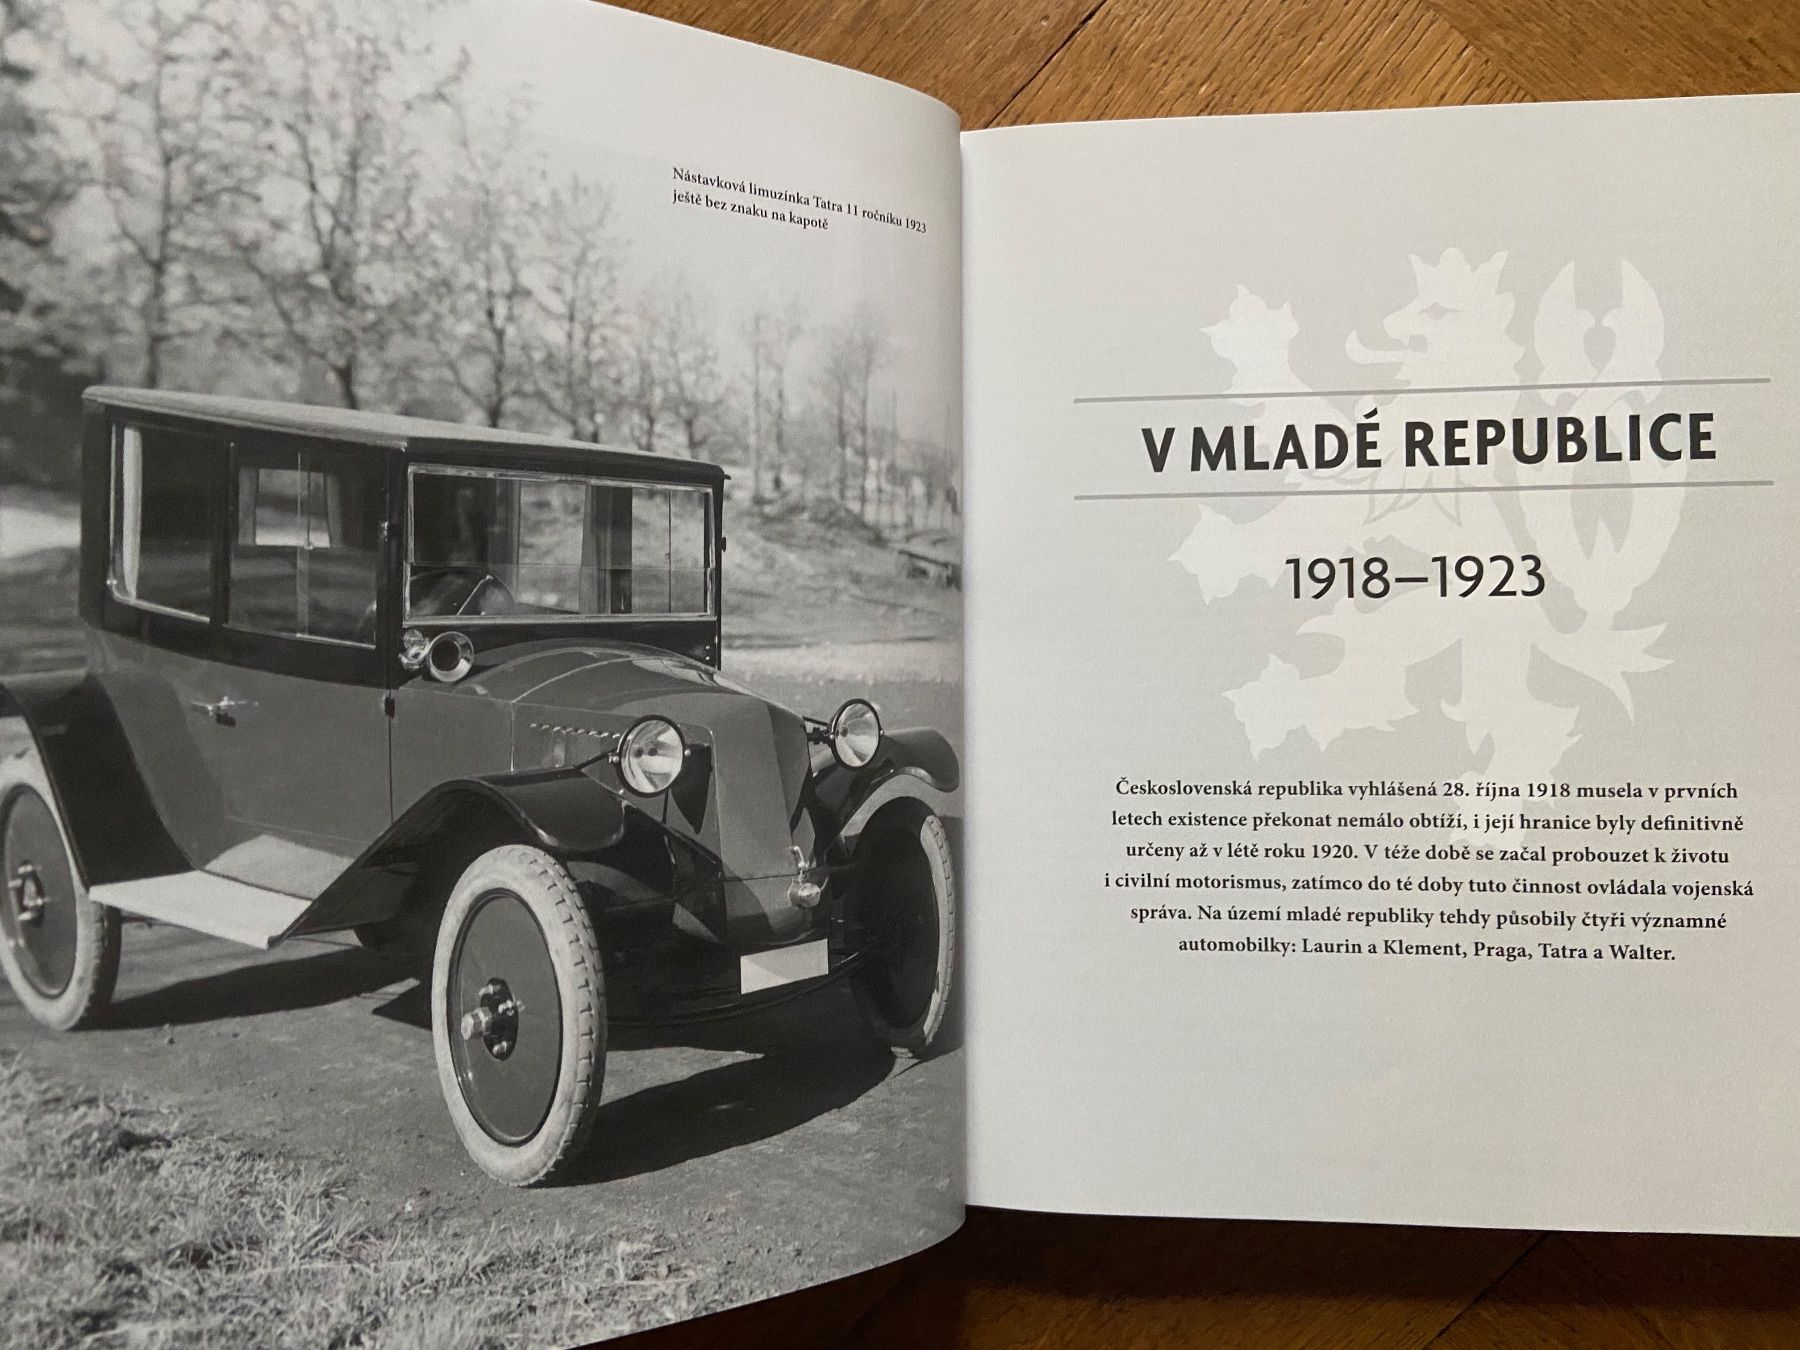 Nástavková limuzínka Tatra 11 ročníku 1923
ještě bez znaku na kapotě
V MLADÉ REPUBLICE
1918–1923
Československá republika vyhlášená 28. října 1918 musela v prvních
letech existence překonat nemálo obtíží, i její hranice byly definitivně
určeny až v létě roku 1920. V téže době se začal probouzet k životu
i civilní motorismus, zatímco do té doby tuto činnost ovládala vojenská
správa. Na území mladé republiky tehdy působily čtyři významné
automobilky: Laurin a Klement, Praga, Tatra a Walter.